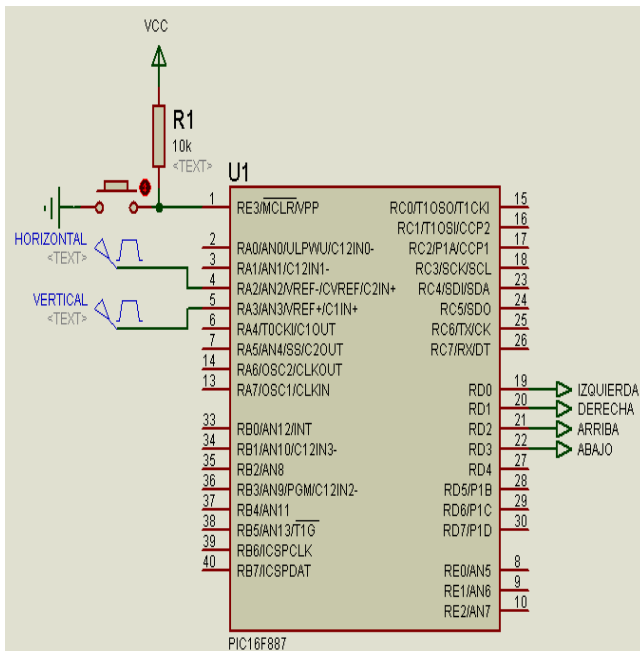 VCC
R1
10k
<TEXT>
U1
1 RE3/MCLR/VPP RC0/T1OSO/T1CKI 15
RC1/T1OSI/CCP2 16
2 RA0/AN0/ULPWU/C12IN0- RC2/P1A/CCP1 17
3 RA1/AN1/C12IN1- RC3/SCK/SCL 18
HORIZONTAL
<TEXT>
4 RA2/AN2/VREF-/CVREF/C2IN+ RC4/SDI/SDA 23
VERTICAL
<TEXT>
5 RA3/AN3/VREF+/C1IN+ RC5/SDO 24
6 RA4/T0CKI/C1OUT RC6/TX/CK 25
7 RA5/AN4/SS/C2OUT RC7/RX/DT 26
14 RA6/OSC2/CLKOUT
13 RA7/OSC1/CLKIN RD0 19 IZQUIERDA
RD1 20 DERECHA
33 RB0/AN12/INT RD2 21 ARRIBA
34 RB1/AN10/C12IN3- RD3 22 ABAJO
35 RB2/AN8 RD4 27
36 RB3/AN9/PGM/C12IN2- RD5/P1B 28
37 RB4/AN11 RD6/P1C 29
38 RB5/AN13/T1G RD7/P1D 30
39 RB6/ICSPCLK
40 RB7/ICSPDAT RE0/AN5 8
RE1/AN6 9
RE2/AN7 10
PIC16F887